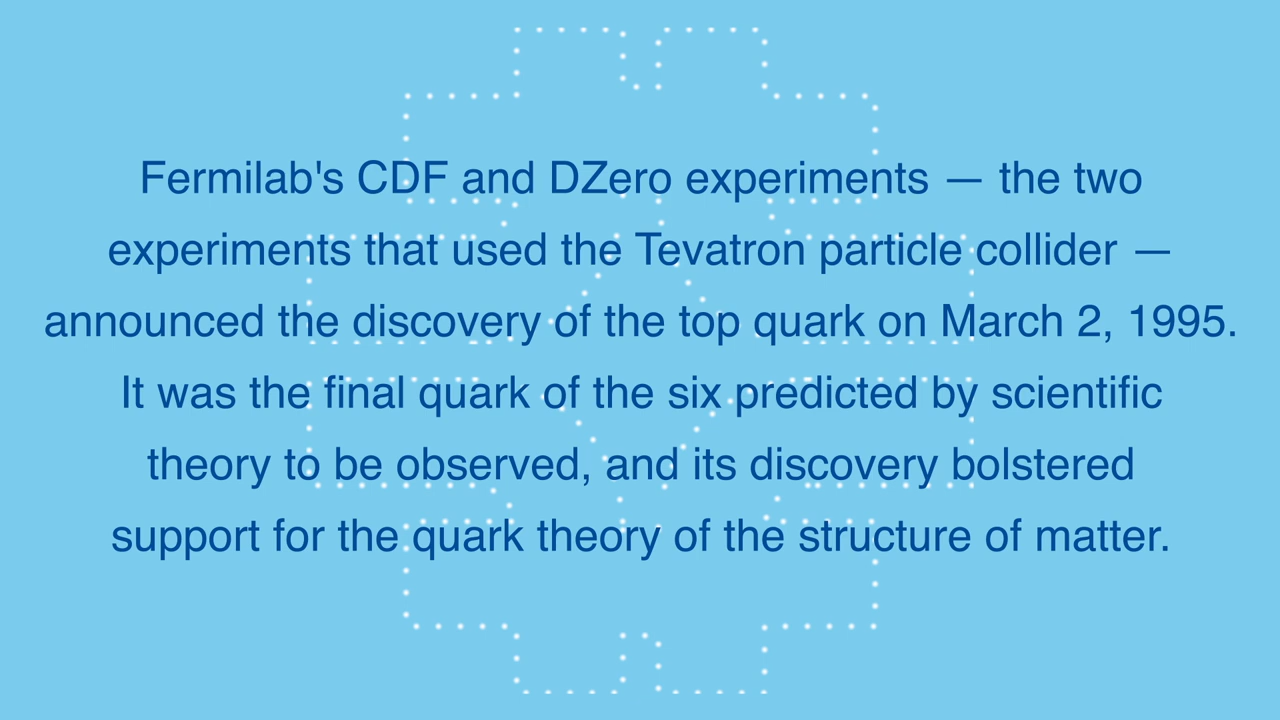 Fermilab's CDF and DZero experiments — the two
experiments that used the Tevatron particle collider —
announced the discovery of the top quark on March 2, 1995.
It was the final quark of the six predicted by scientific
theory to be observed, and its discovery bolstered
support for the quark theory of the structure of matter.